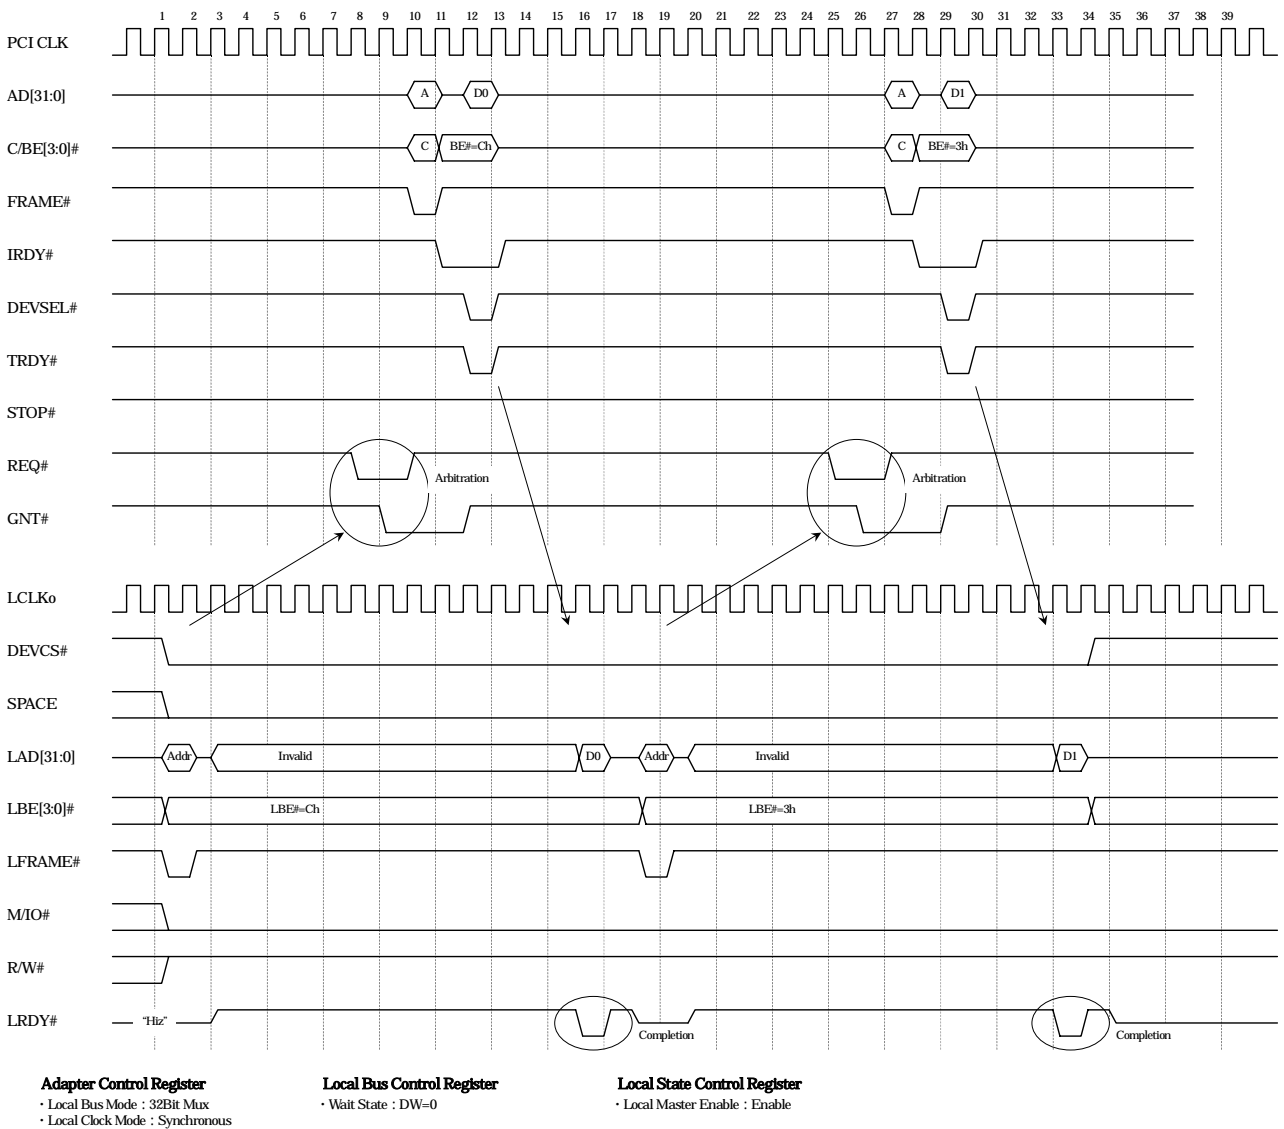 1 2 3 4 5 6 7 8 9 10 11 12 13 14 15 16 17 18 19 20 21 22 23 24 25 26 27 28 29 30 31 32 33 34 35 36 37 38 39
PCI CLK
AD[31:0] A D0 A D1
C/BE[3:0]# C BE#=Ch C BE#=3h
FRAME#
IRDY#
DEVSEL#
TRDY#
STOP#
REQ#
Arbitration Arbitration
GNT#
LCLKo
DEVCS#
SPACE
LAD[31:0] Addr Invalid D0 Addr Invalid D1
LBE[3:0]# LBE#=Ch LBE#=3h
LFRAME#
M/IO#
R/W#
LRDY# "Hiz"
Completion Completion
Adapter Control Register
・Local Bus Mode : 32Bit Mux
・Local Clock Mode : Synchronous
Local Bus Control Register
・Wait State : DW=0
Local State Control Register
・Local Master Enable : Enable